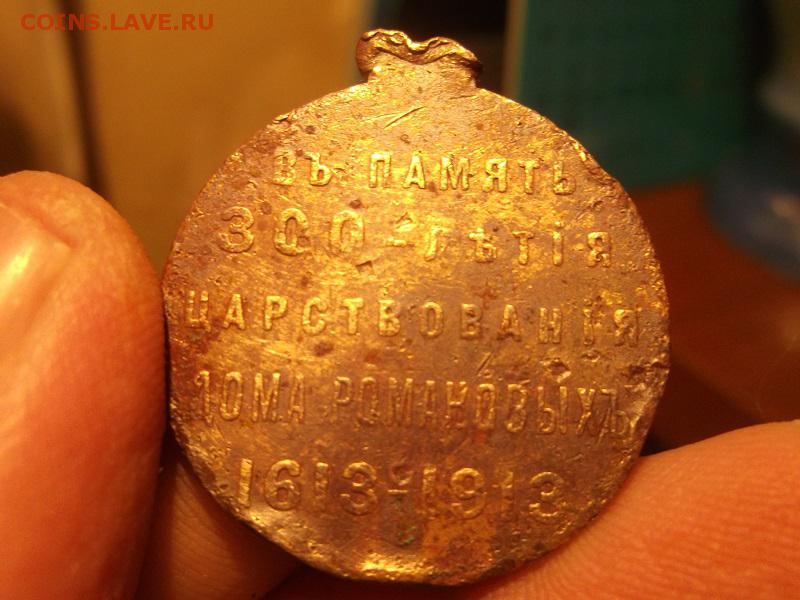 COINS.LAVE.RU
ВЪ ПАМЯТЬ
300-ЛѢТІЯ
ЦАРСТВОВАНІЯ
ДОМА РОМАНОВЫХЪ
1613-1913